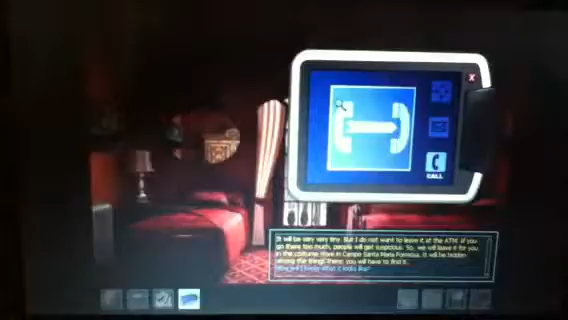 X
CALL
It will be very very tiny. But I do not want to leave it at the ATM. If you
go there too much, people will get suspicious. So, we will leave it for you
in the costume store in Campo Santa Maria Formosa. It will be hidden
among the things there; you will have to find it.